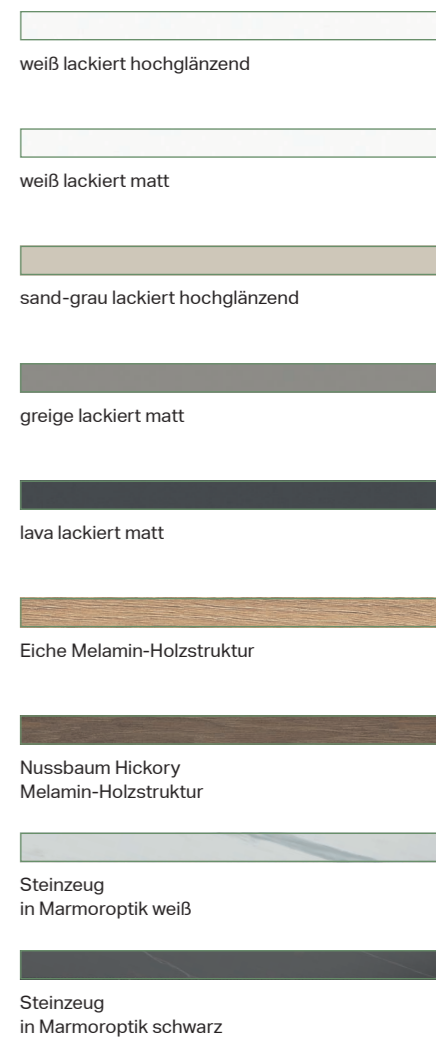 weiß lackiert hochglänzend
weiß lackiert matt
sand-grau lackiert hochglänzend
greige lackiert matt
lava lackiert matt
Eiche Melamin-Holzstruktur
Nussbaum Hickory
Melamin-Holzstruktur
Steinzeug
in Marmoroptik weiß
Steinzeug
in Marmoroptik schwarz